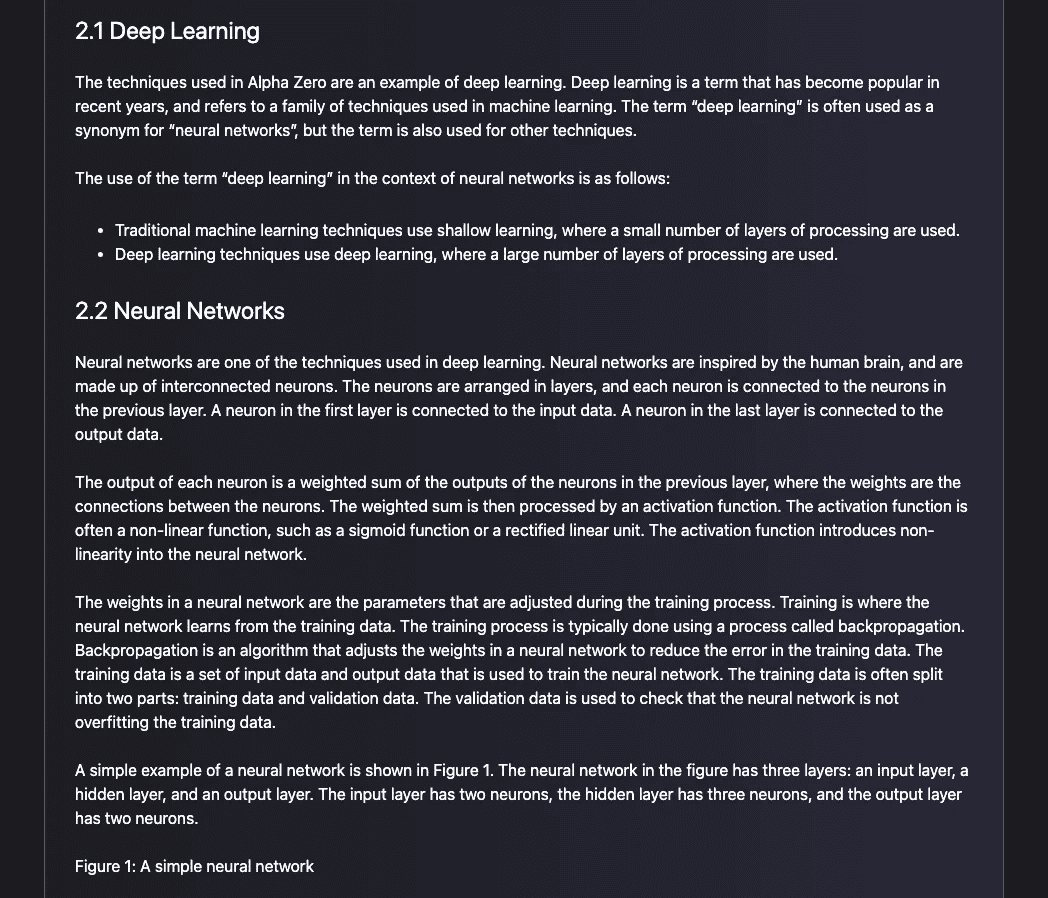 2.1 Deep Learning
The techniques used in Alpha Zero are an example of deep learning. Deep learning is a term that has become popular in
recent years, and refers to a family of techniques used in machine learning. The term “deep learning” is often used as a
synonym for “neural networks”, but the term is also used for other techniques.
The use of the term “deep learning” in the context of neural networks is as follows:
• Traditional machine learning techniques use shallow learning, where a small number of layers of processing are used.
• Deep learning techniques use deep learning, where a large number of layers of processing are used.
2.2 Neural Networks
Neural networks are one of the techniques used in deep learning. Neural networks are inspired by the human brain, and are
made up of interconnected neurons. The neurons are arranged in layers, and each neuron is connected to the neurons in
the previous layer. A neuron in the first layer is connected to the input data. A neuron in the last layer is connected to the
output data.
The output of each neuron is a weighted sum of the outputs of the neurons in the previous layer, where the weights are the
connections between the neurons. The weighted sum is then processed by an activation function. The activation function is
often a non-linear function, such as a sigmoid function or a rectified linear unit. The activation function introduces non-
linearity into the neural network.
The weights in a neural network are the parameters that are adjusted during the training process. Training is where the
neural network learns from the training data. The training process is typically done using a process called backpropagation.
Backpropagation is an algorithm that adjusts the weights in a neural network to reduce the error in the training data. The
training data is a set of input data and output data that is used to train the neural network. The training data is often split
into two parts: training data and validation data. The validation data is used to check that the neural network is not
overfitting the training data.
A simple example of a neural network is shown in Figure 1. The neural network in the figure has three layers: an input layer, a
hidden layer, and an output layer. The input layer has two neurons, the hidden layer has three neurons, and the output layer
has two neurons.
Figure 1: A simple neural network